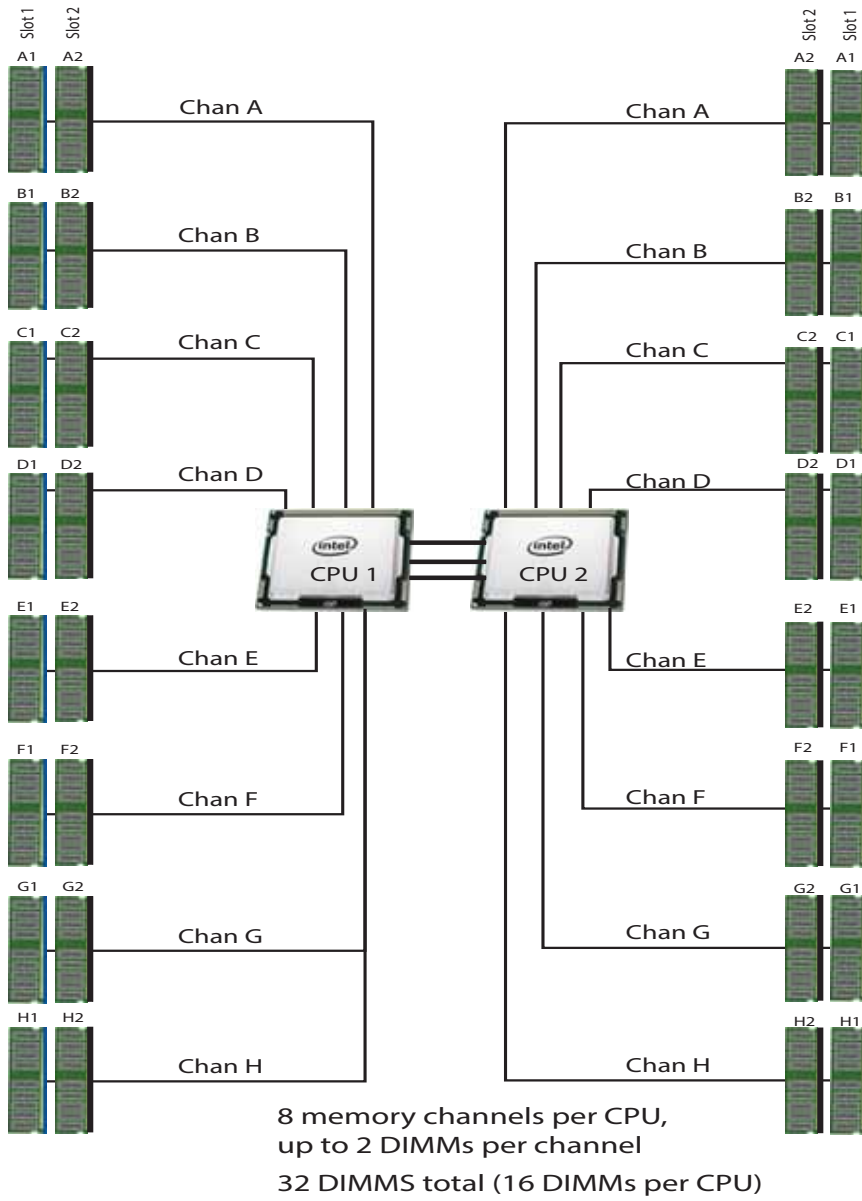 Slot 1 Slot 2 Slot 2 Slot 1
A1 A2 A2 A1
Chan A Chan A
B1 B2 B2 B1
Chan B Chan B
C1 C2 C2 C1
Chan C Chan C
D1 D2 D2 D1
Chan D Chan D
intel intel
CPU 1 CPU 2
E1 E2 E2 E1
Chan E Chan E
F1 F2 F2 F1
Chan F Chan F
G1 G2 G2 G1
Chan G Chan G
H1 H2 H2 H1
Chan H Chan H
8 memory channels per CPU,
up to 2 DIMMs per channel
32 DIMMS total (16 DIMMs per CPU)